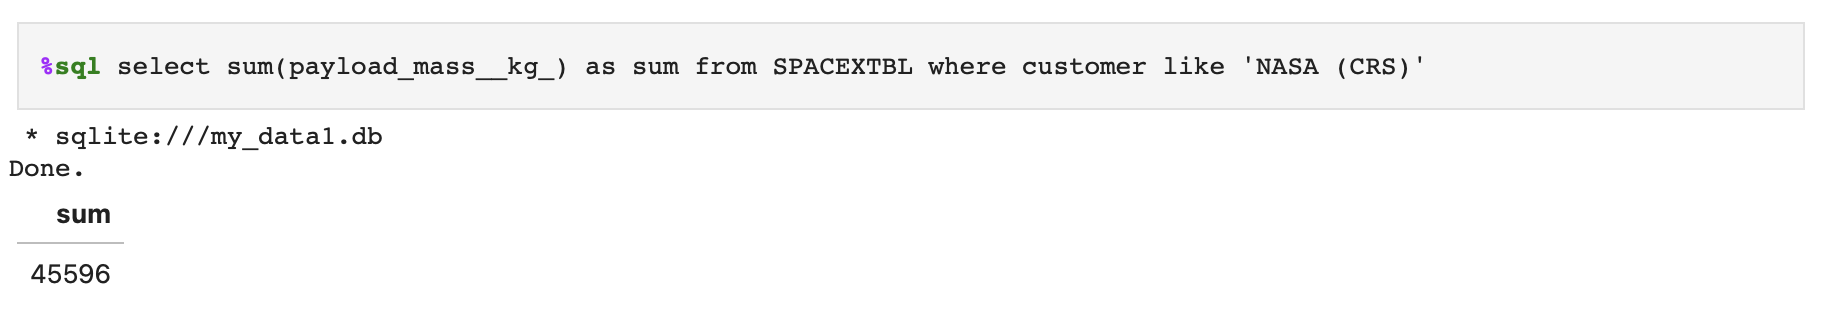 %sql select sum(payload_mass__kg_) as sum from SPACEXTBL where customer like 'NASA (CRS)'
* sqlite:///my_data1.db
Done.
sum
45596